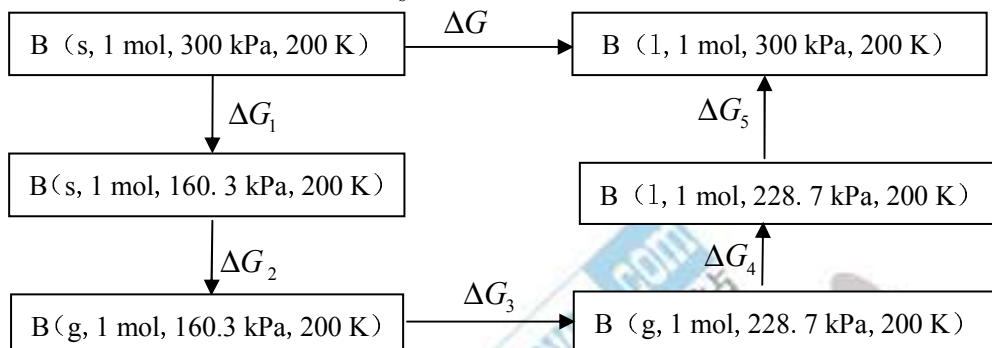 B（s, 1 mol, 300 kPa, 200 K）
ΔG
B（l, 1 mol, 300 kPa, 200 K）
ΔG₁
ΔG₅
B(s, 1 mol, 160. 3 kPa, 200 K）
B（l, 1 mol, 228. 7 kPa, 200 K）
ΔG₂
ΔG₄
B(g, 1 mol, 160.3 kPa, 200 K）
ΔG₃
B（g, 1 mol, 228. 7 kPa, 200 K）
.com